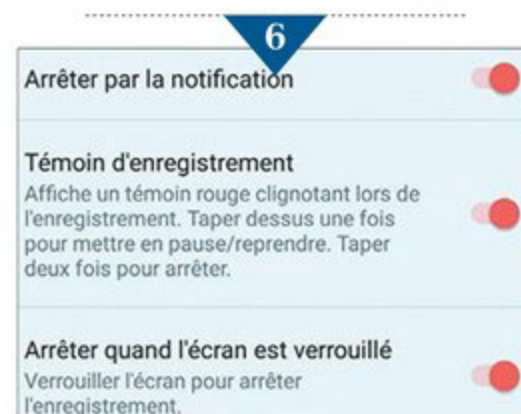 6
Arrêter par la notification
Témoin d'enregistrement
Affiche un témoin rouge clignotant lors de
l'enregistrement. Taper dessus une fois
pour mettre en pause/reprendre. Taper
deux fois pour arrêter.
Arrêter quand l'écran est verrouillé
Verrouiller l'écran pour arrêter
l'enregistrement.